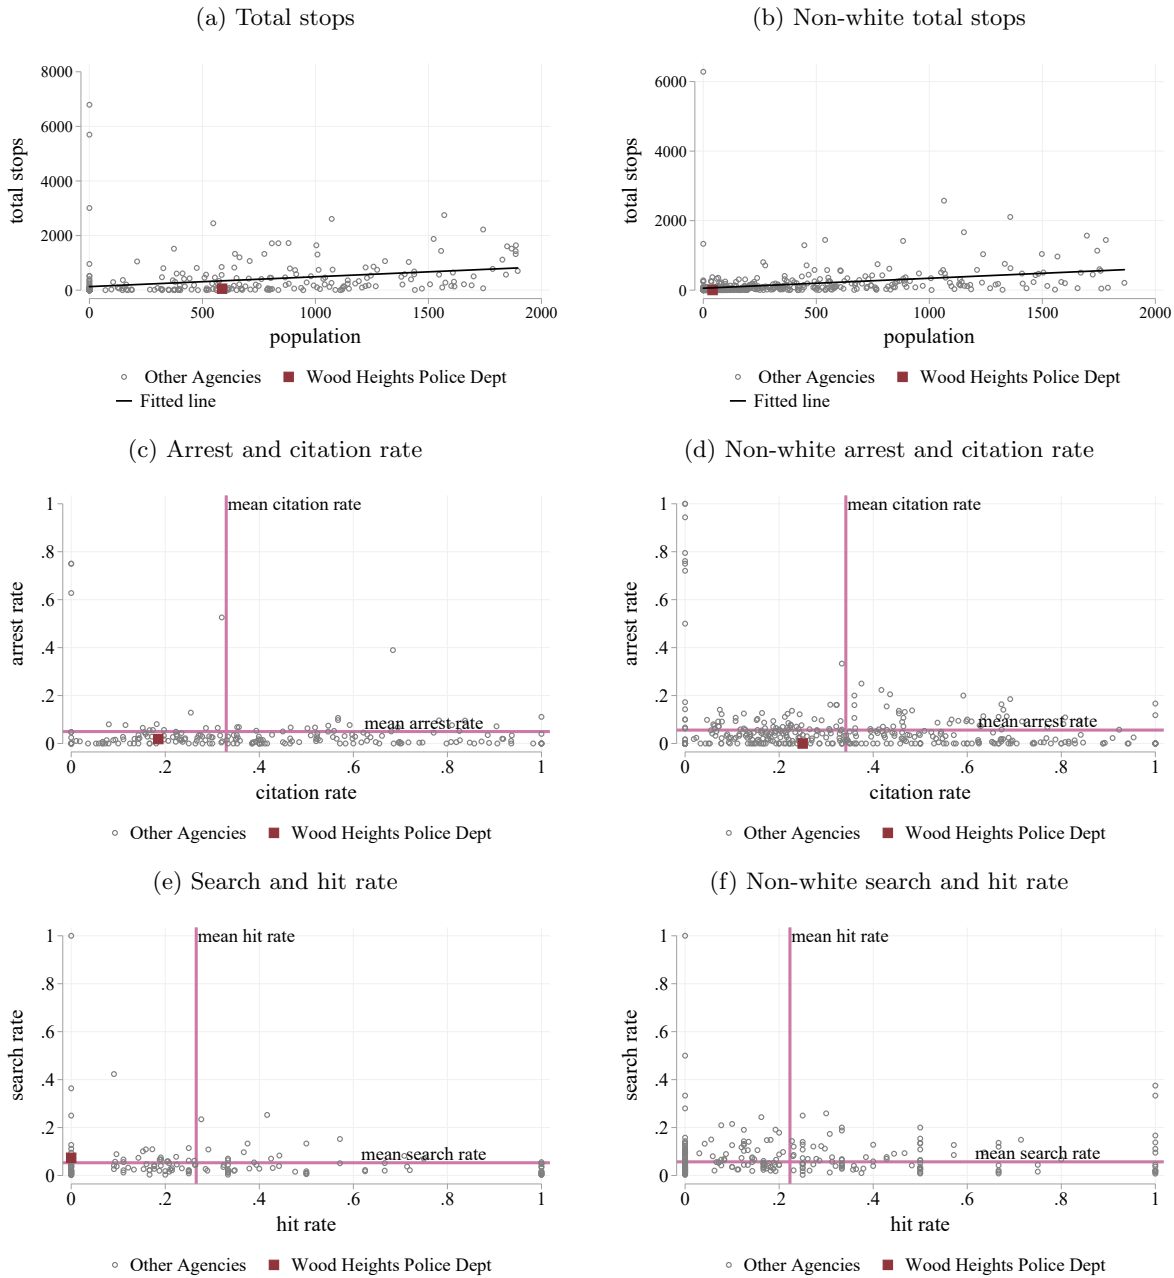 (a) Total stops
(b) Non-white total stops
8000
6000
4000
2000
0
total stops
0 500 1000 1500 2000
population
Other Agencies Wood Heights Police Dept
Fitted line
6000
4000
2000
0
total stops
0 500 1000 1500 2000
population
Other Agencies Wood Heights Police Dept
Fitted line
(c) Arrest and citation rate
(d) Non-white arrest and citation rate
1
.8
.6
.4
.2
0
arrest rate
mean citation rate
mean arrest rate
0 .2 .4 .6 .8 1
citation rate
Other Agencies Wood Heights Police Dept
1
.8
.6
.4
.2
0
arrest rate
mean citation rate
mean arrest rate
0 .2 .4 .6 .8 1
citation rate
Other Agencies Wood Heights Police Dept
(e) Search and hit rate
(f) Non-white search and hit rate
1
.8
.6
.4
.2
0
search rate
mean hit rate
mean search rate
0 .2 .4 .6 .8 1
hit rate
Other Agencies Wood Heights Police Dept
1
.8
.6
.4
.2
0
search rate
mean hit rate
mean search rate
0 .2 .4 .6 .8 1
hit rate
Other Agencies Wood Heights Police Dept